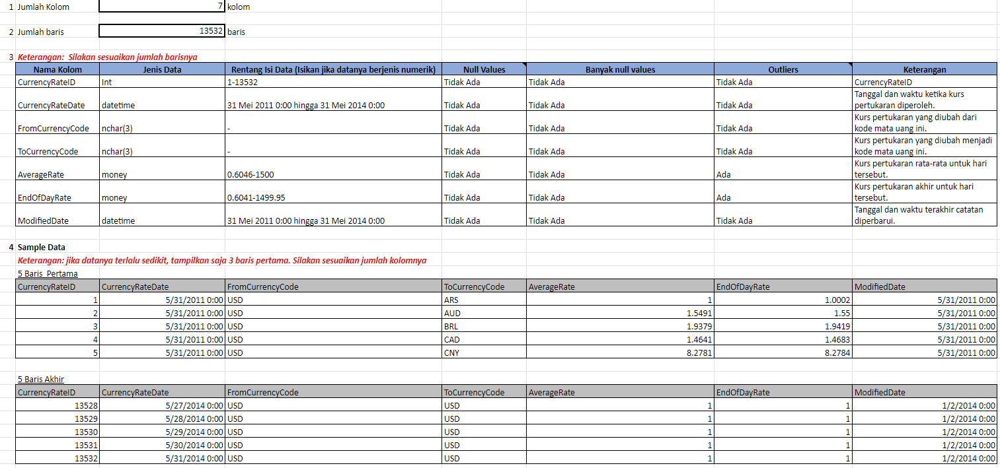 1 Jumlah Kolom 7 kolom
2 Jumlah baris 13532 baris
3 Keterangan: Silakan sesuaikan jumlah barisnya
Nama Kolom Jenis Data Rentang Isi Data (Isikan jika datanya berjenis numerik) Null Values Banyak null values Outliers Keterangan
CurrencyRateID Int 1-13532 Tidak Ada Tidak Ada Tidak Ada CurrencyRateID
CurrencyRateDate datetime 31 Mei 2011 0:00 hingga 31 Mei 2014 0:00 Tidak Ada Tidak Ada Tidak Ada Tanggal dan waktu ketika kurs
pertukaran diperoleh.
FromCurrencyCode nchar(3) - Tidak Ada Tidak Ada Tidak Ada Kurs pertukaran yang diubah dari
kode mata uang ini.
ToCurrencyCode nchar(3) - Tidak Ada Tidak Ada Tidak Ada Kurs pertukaran yang diubah menjadi
kode mata uang ini.
AverageRate money 0.6046-1500 Tidak Ada Tidak Ada Ada Kurs pertukaran rata-rata untuk hari
tersebut.
EndOfDayRate money 0.6041-1499.95 Tidak Ada Tidak Ada Ada Kurs pertukaran akhir untuk hari
tersebut.
ModifiedDate datetime 31 Mei 2011 0:00 hingga 31 Mei 2014 0:00 Tidak Ada Tidak Ada Tidak Ada Tanggal dan waktu terakhir catatan
diperbarui.
4 Sample Data
Keterangan: jika datanya terlalu sedikit, tampilkan saja 3 baris pertama. Silakan sesuaikan jumlah kolomnya
5 Baris Pertama
CurrencyRateID CurrencyRateDate FromCurrencyCode ToCurrencyCode AverageRate EndOfDayRate ModifiedDate
1 5/31/2011 0:00 USD ARS 1 1.0002 5/31/2011 0:00
2 5/31/2011 0:00 USD AUD 1.5491 1.55 5/31/2011 0:00
3 5/31/2011 0:00 USD BRL 1.9379 1.9419 5/31/2011 0:00
4 5/31/2011 0:00 USD CAD 1.4641 1.4683 5/31/2011 0:00
5 5/31/2011 0:00 USD CNY 8.2781 8.2784 5/31/2011 0:00
5 Baris Akhir
CurrencyRateID CurrencyRateDate FromCurrencyCode ToCurrencyCode AverageRate EndOfDayRate ModifiedDate
13528 5/27/2014 0:00 USD USD 1 1 1/2/2014 0:00
13529 5/28/2014 0:00 USD USD 1 1 1/2/2014 0:00
13530 5/29/2014 0:00 USD USD 1 1 1/2/2014 0:00
13531 5/30/2014 0:00 USD USD 1 1 1/2/2014 0:00
13532 5/31/2014 0:00 USD USD 1 1 1/2/2014 0:00